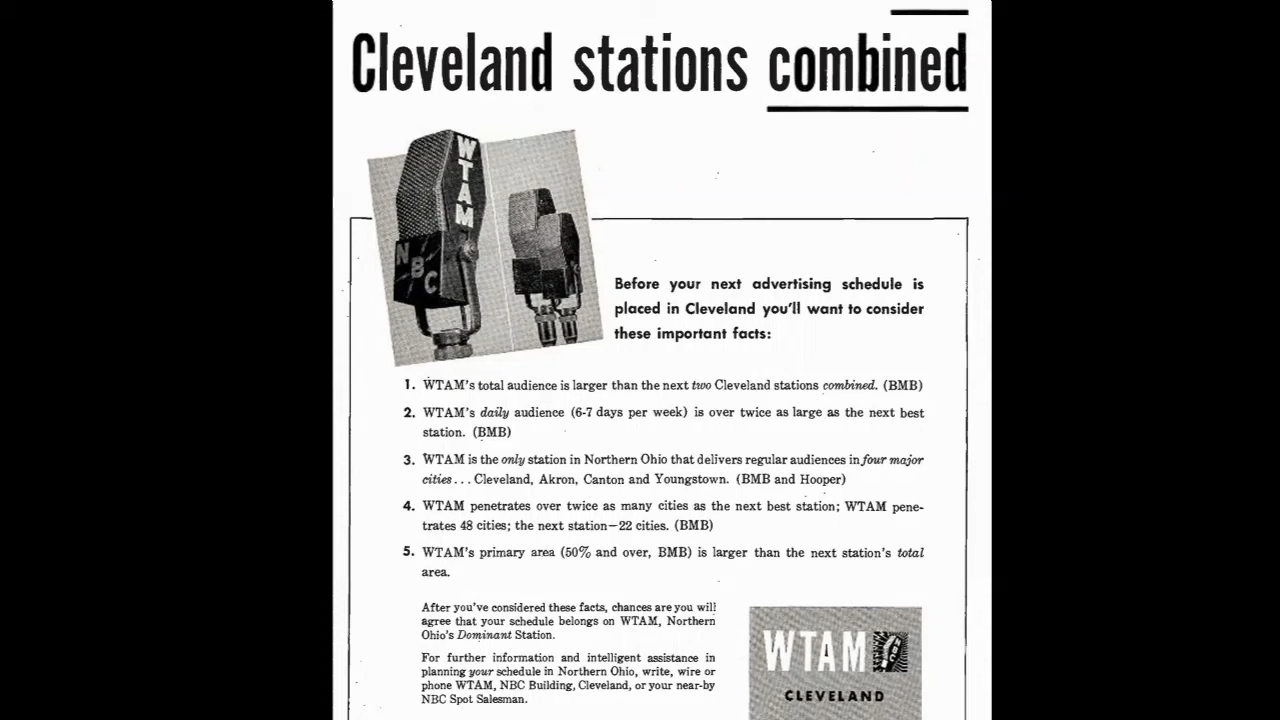 Cleveland stations combined
WTAM
NBC
Before your next advertising schedule is
placed in Cleveland you'll want to consider
these important facts:
1. WTAM's total audience is larger than the next two Cleveland stations combined. (BMB)
2. WTAM's daily audience (6-7 days per week) is over twice as large as the next best
station. (BMB)
3. WTAM is the only station in Northern Ohio that delivers regular audiences in four major
cities... Cleveland, Akron, Canton and Youngstown. (BMB and Hooper)
4. WTAM penetrates over twice as many cities as the next best station; WTAM pene-
trates 48 cities; the next station—22 cities. (BMB)
5. WTAM's primary area (50% and over, BMB) is larger than the next station's total
area.
After you've considered these facts, chances are you will
agree that your schedule belongs on WTAM, Northern
Ohio's Dominant Station.
For further information and intelligent assistance in
planning your schedule in Northern Ohio, write, wire or
phone WTAM, NBC Building, Cleveland, or your near-by
NBC Spot Salesman.
WTAM NBC
CLEVELAND